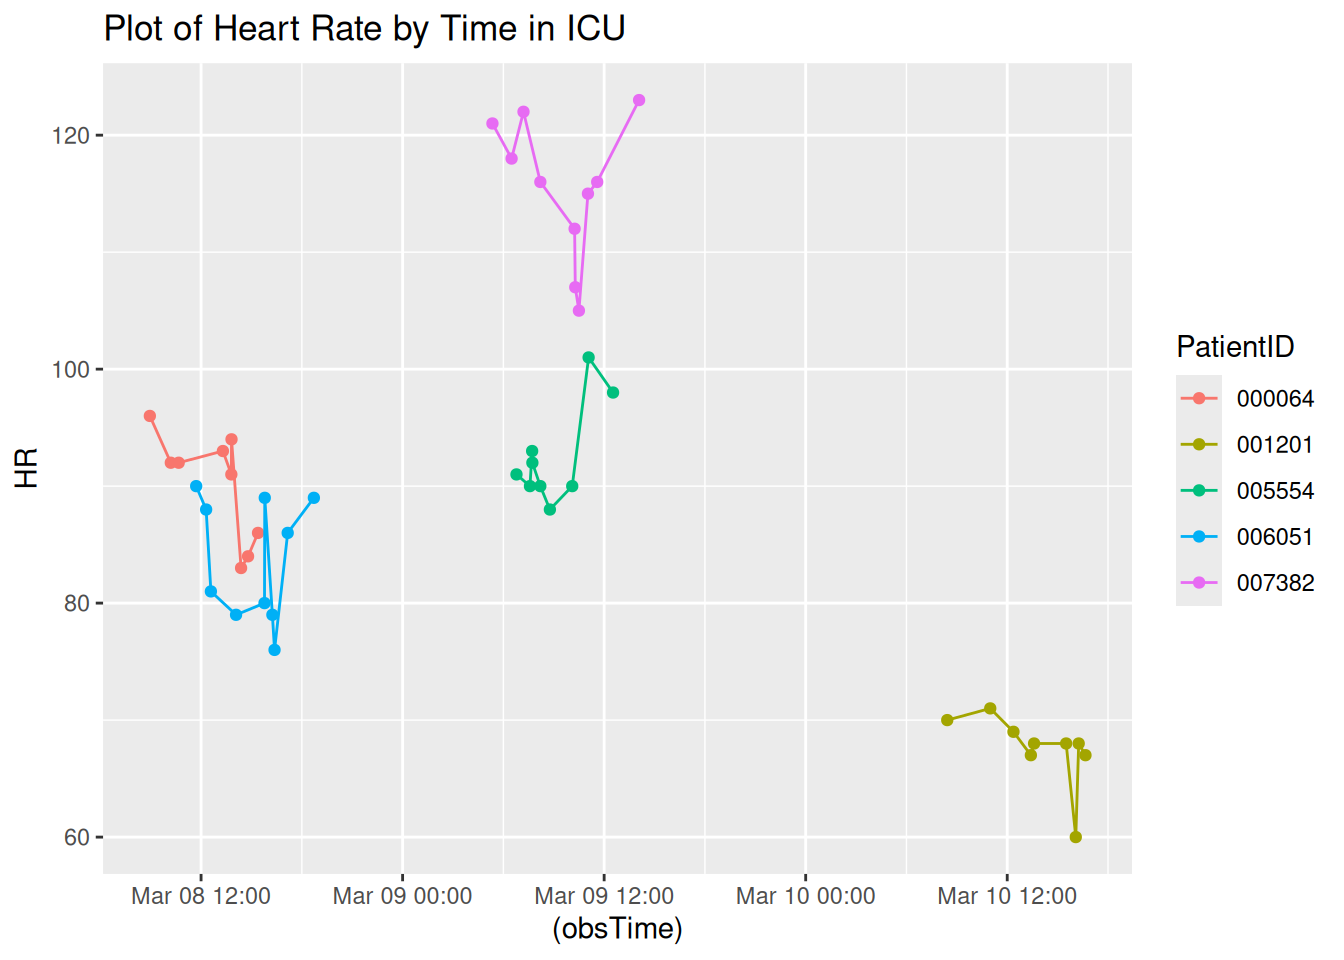 Plot of Heart Rate by Time in ICU
HR
120
100
80
60
Mar 08 12:00 Mar 09 00:00 Mar 09 12:00 Mar 10 00:00 Mar 10 12:00
(obsTime)
PatientID
000064
001201
005554
006051
007382